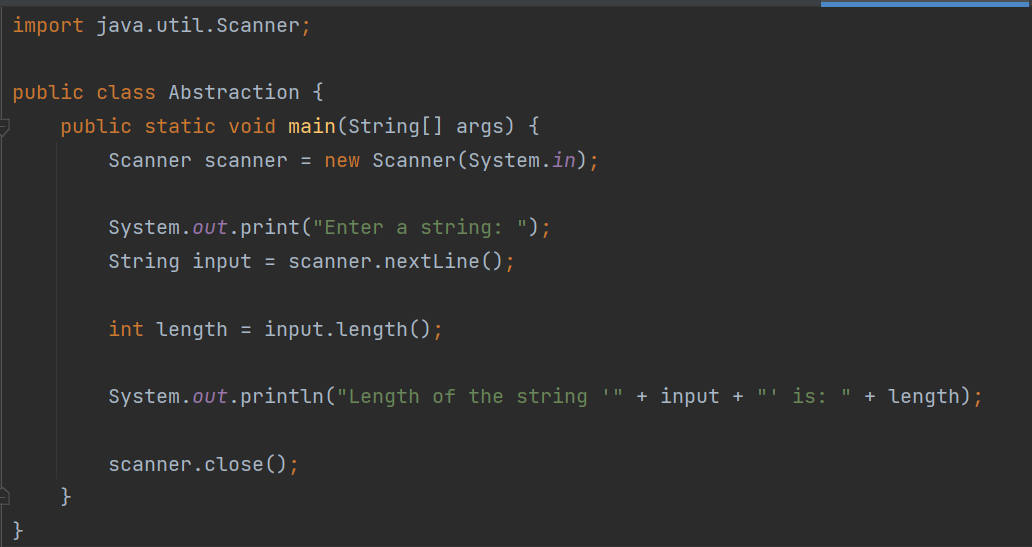 import java.util.Scanner;
public class Abstraction {
public static void main(String[] args) {
Scanner scanner = new Scanner(System.in);
System.out.print("Enter a string: ");
String input = scanner.nextLine();
int length = input.length();
System.out.println("Length of the string '" + input + "' is: " + length);
scanner.close();
}
}